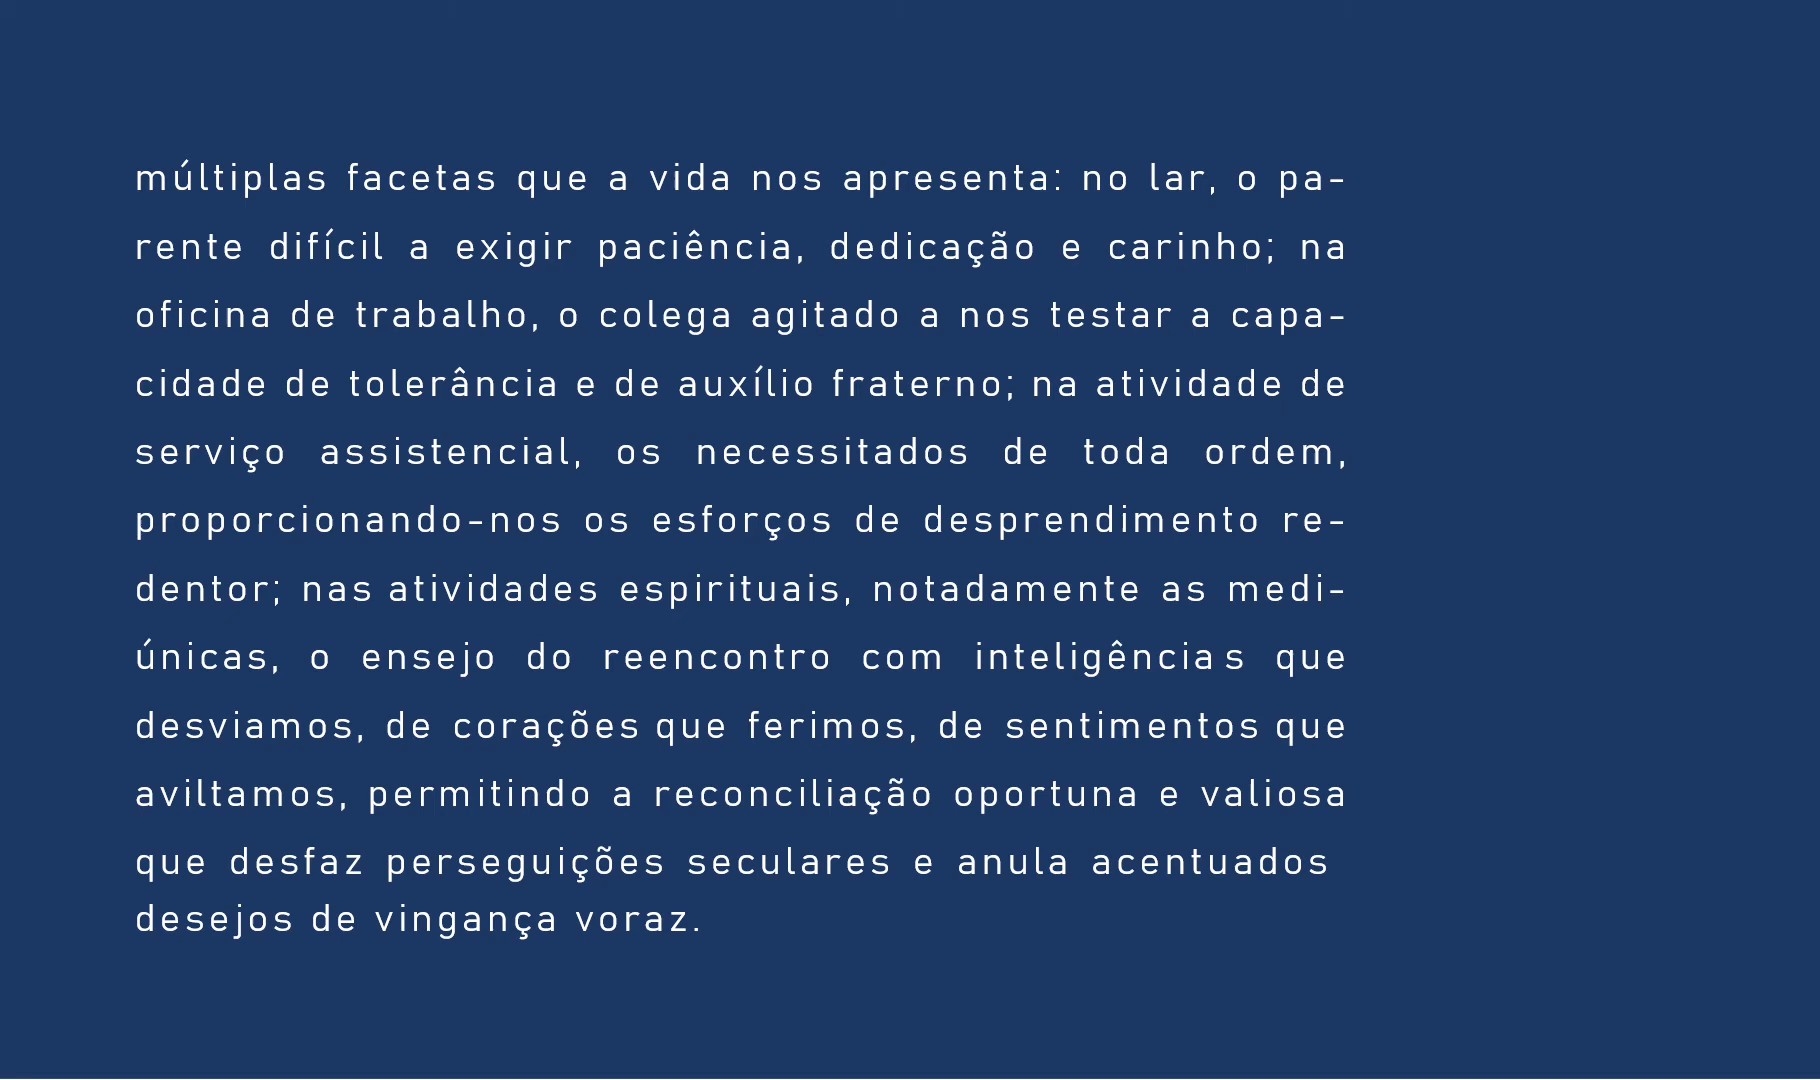 múltiplas facetas que a vida nos apresenta: no lar, o pa-
rente difícil a exigir paciência, dedicação e carinho; na
oficina de trabalho, o colega agitado a nos testar a capa-
cidade de tolerância e de auxílio fraterno; na atividade de
serviço assistencial, os necessitados de toda ordem,
proporcionando-nos os esforços de desprendimento re-
dentor; nas atividades espirituais, notadamente as medi-
únicas, o ensejo do reencontro com inteligências que
desviamos, de corações que ferimos, de sentimentos que
aviltamos, permitindo a reconciliação oportuna e valiosa
que desfaz perseguições seculares e anula acentuados
desejos de vingança voraz.